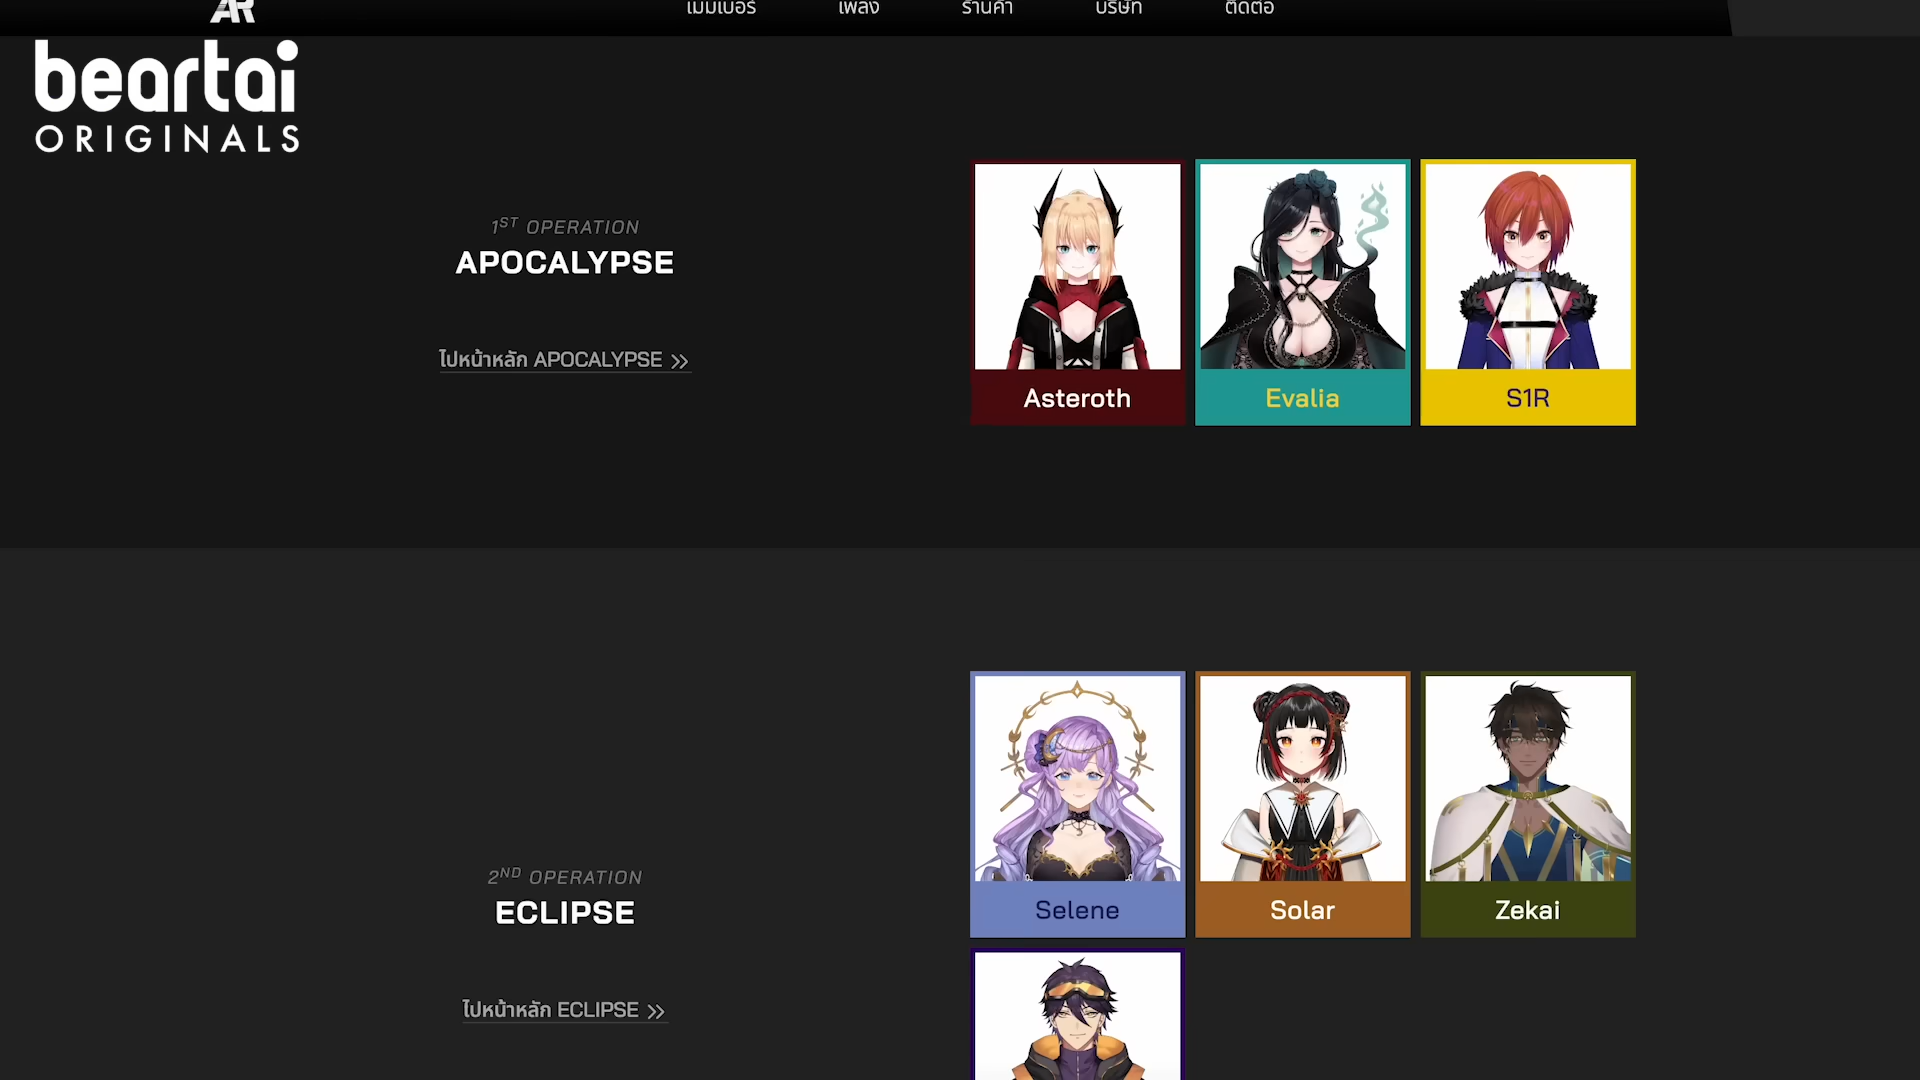 AR
เมมเบอร์
เพลง
ร้านค้า
บริษัท
ติดต่อ
beartai
ORIGINALS
1ST OPERATION
APOCALYPSE
ไปหน้าหลัก APOCALYPSE >>
Asteroth
Evalia
S1R
2ND OPERATION
ECLIPSE
ไปหน้าหลัก ECLIPSE >>
Selene
Solar
Zekai